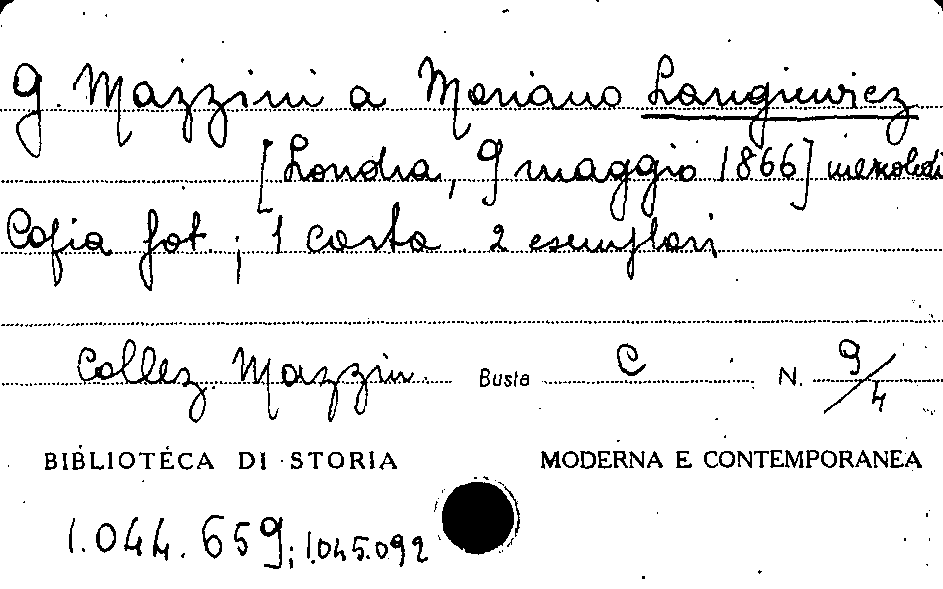 G. Mazzini a Mariano Langiewicz
[Londra, 9 maggio 1866] mercoledi
Copia fot.; 1 carta. 2 esemplari
Collez. Mazzini Busta C N. 9/4
BIBLIOTECA DI STORIA MODERNA E CONTEMPORANEA
1.044.659; 1.045.092